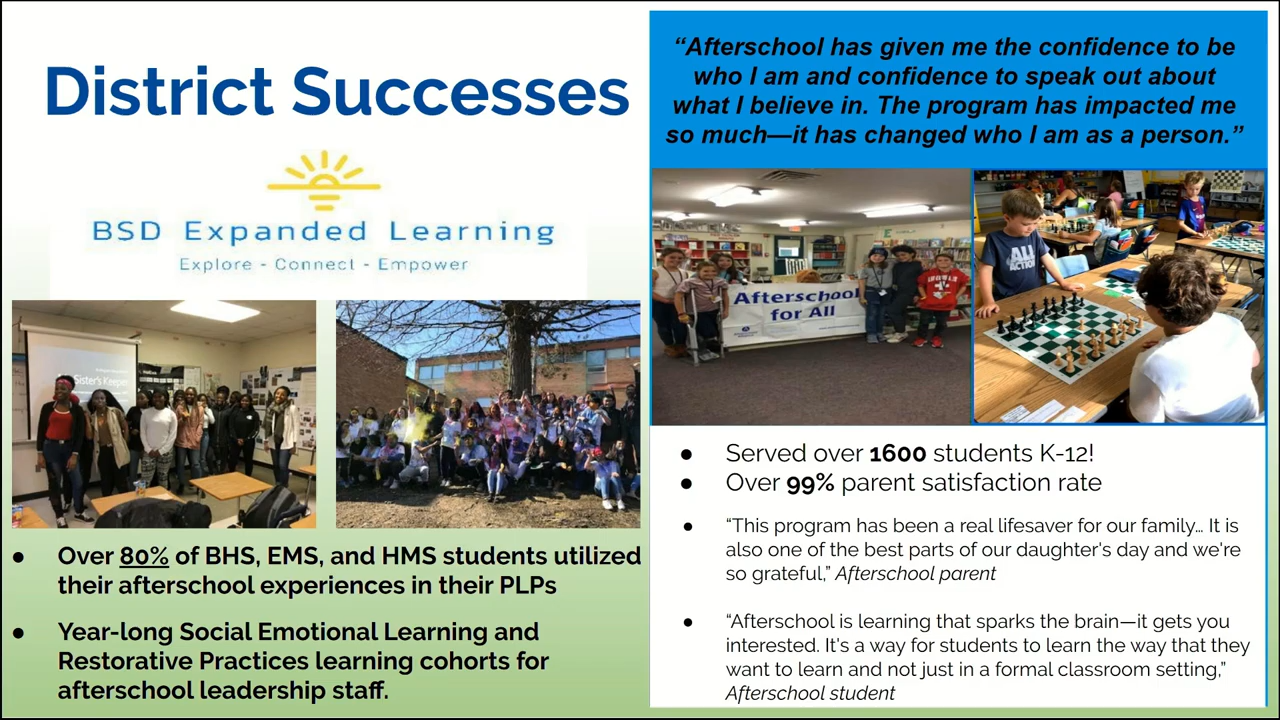 District Successes
BSD Expanded Learning
Explore - Connect - Empower
Sister's Keeper
● Over 80% of BHS, EMS, and HMS students utilized
their afterschool experiences in their PLPs
● Year-long Social Emotional Learning and
Restorative Practices learning cohorts for
afterschool leadership staff.
“Afterschool has given me the confidence to be
who I am and confidence to speak out about
what I believe in. The program has impacted me
so much—it has changed who I am as a person.”
Afterschool
for All
ALL
ACTION
● Served over 1600 students K-12!
● Over 99% parent satisfaction rate
● “This program has been a real lifesaver for our family… It is
also one of the best parts of our daughter's day and we're
so grateful,” Afterschool parent
● “Afterschool is learning that sparks the brain—it gets you
interested. It's a way for students to learn the way that they
want to learn and not just in a formal classroom setting,”
Afterschool student